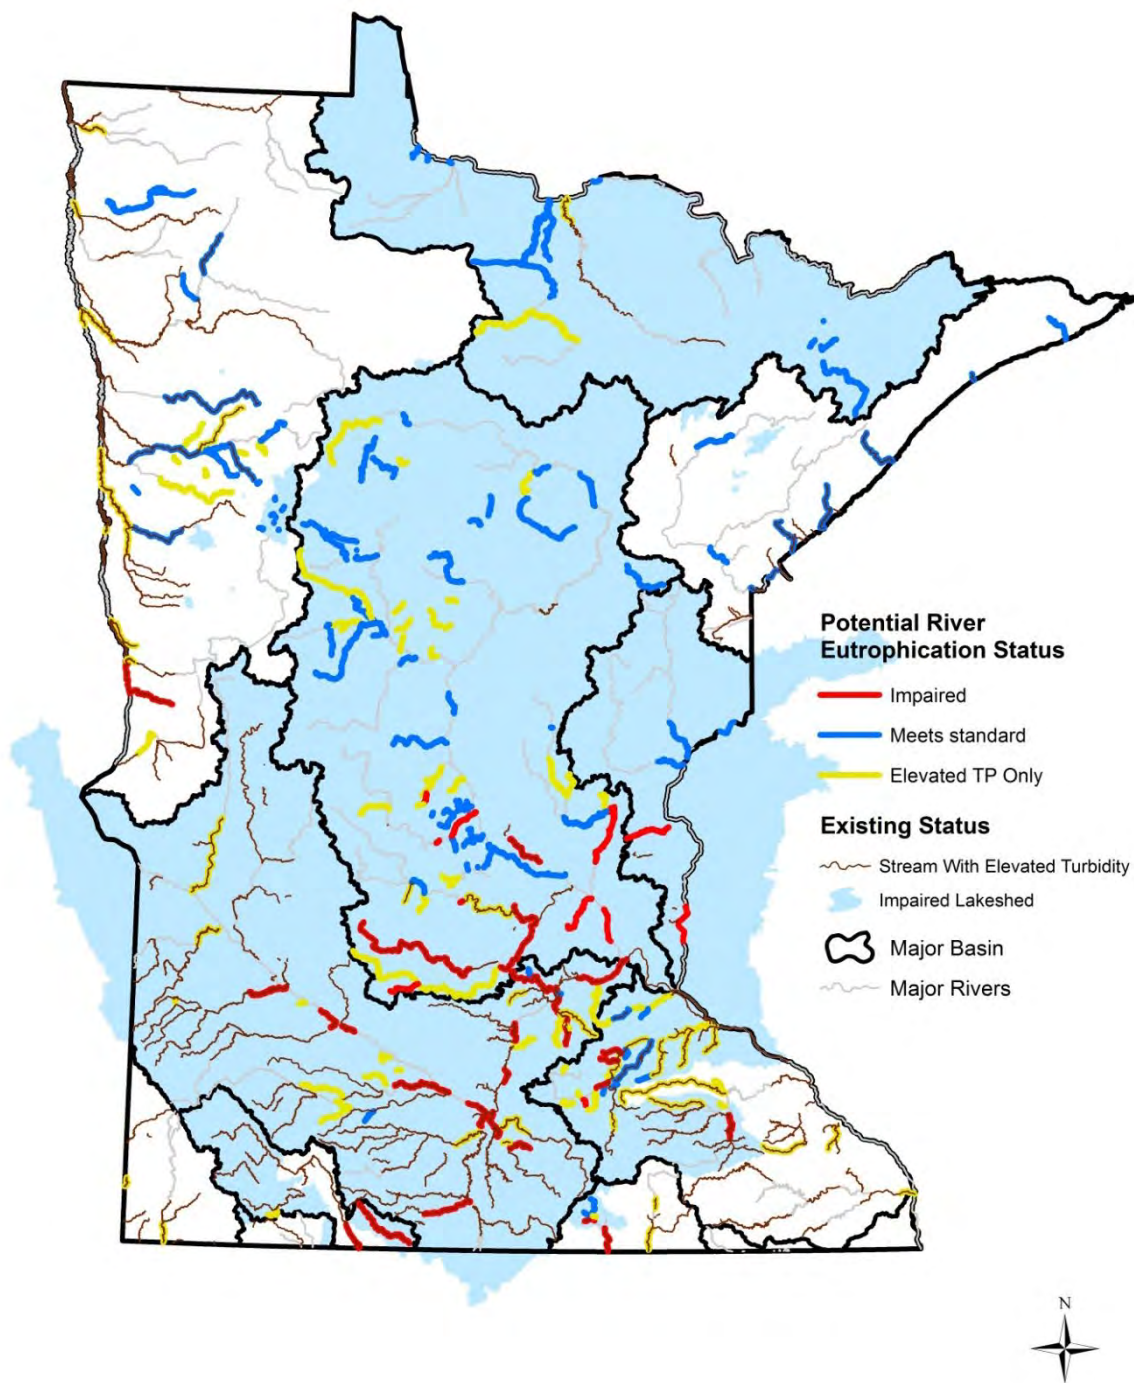 Potential River
Eutrophication Status
Impaired
Meets standard
Elevated TP Only
Existing Status
Stream With Elevated Turbidity
Impaired Lakeshed
Major Basin
Major Rivers
N